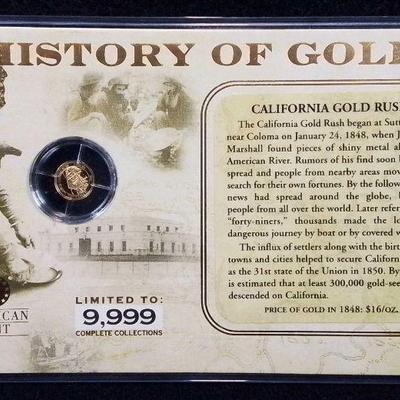 HISTORY OF GOLD
CALIFORNIA GOLD RUSH
The California Gold Rush began at Sutt
near Coloma on January 24, 1848, when J
Marshall found pieces of shiny metal al
American River. Rumors of his find soon b
spread and people from nearby areas mov
search for their own fortunes. By the follow
news had spread around the globe, b
people from all over the world. Later refer
"forty-niners," thousands made the lo
dangerous journey by boat or by covered w
The influx of settlers along with the birt
towns and cities helped to secure Califor
as the 31st state of the Union in 1850. By
is estimated that at least 300,000 gold-see
descended on California.
PRICE OF GOLD IN 1848: $16/OZ.
LIMITED TO:
9,999
COMPLETE COLLECTIONS
ICAN
NT